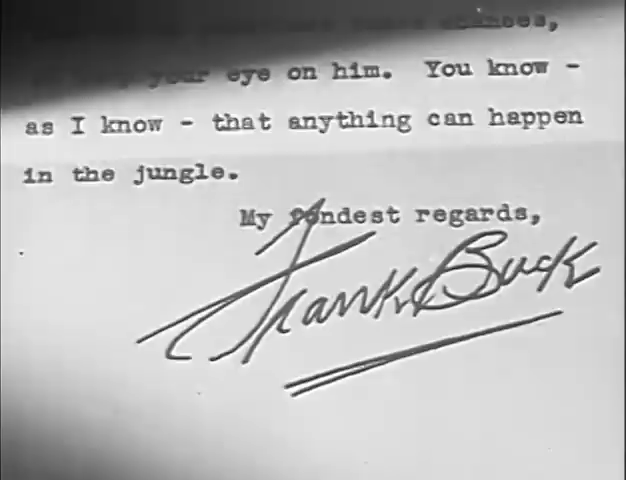 chances,
your eye on him. You know -
as I know - that anything can happen
in the jungle.
My fondest regards,
Frank Buck